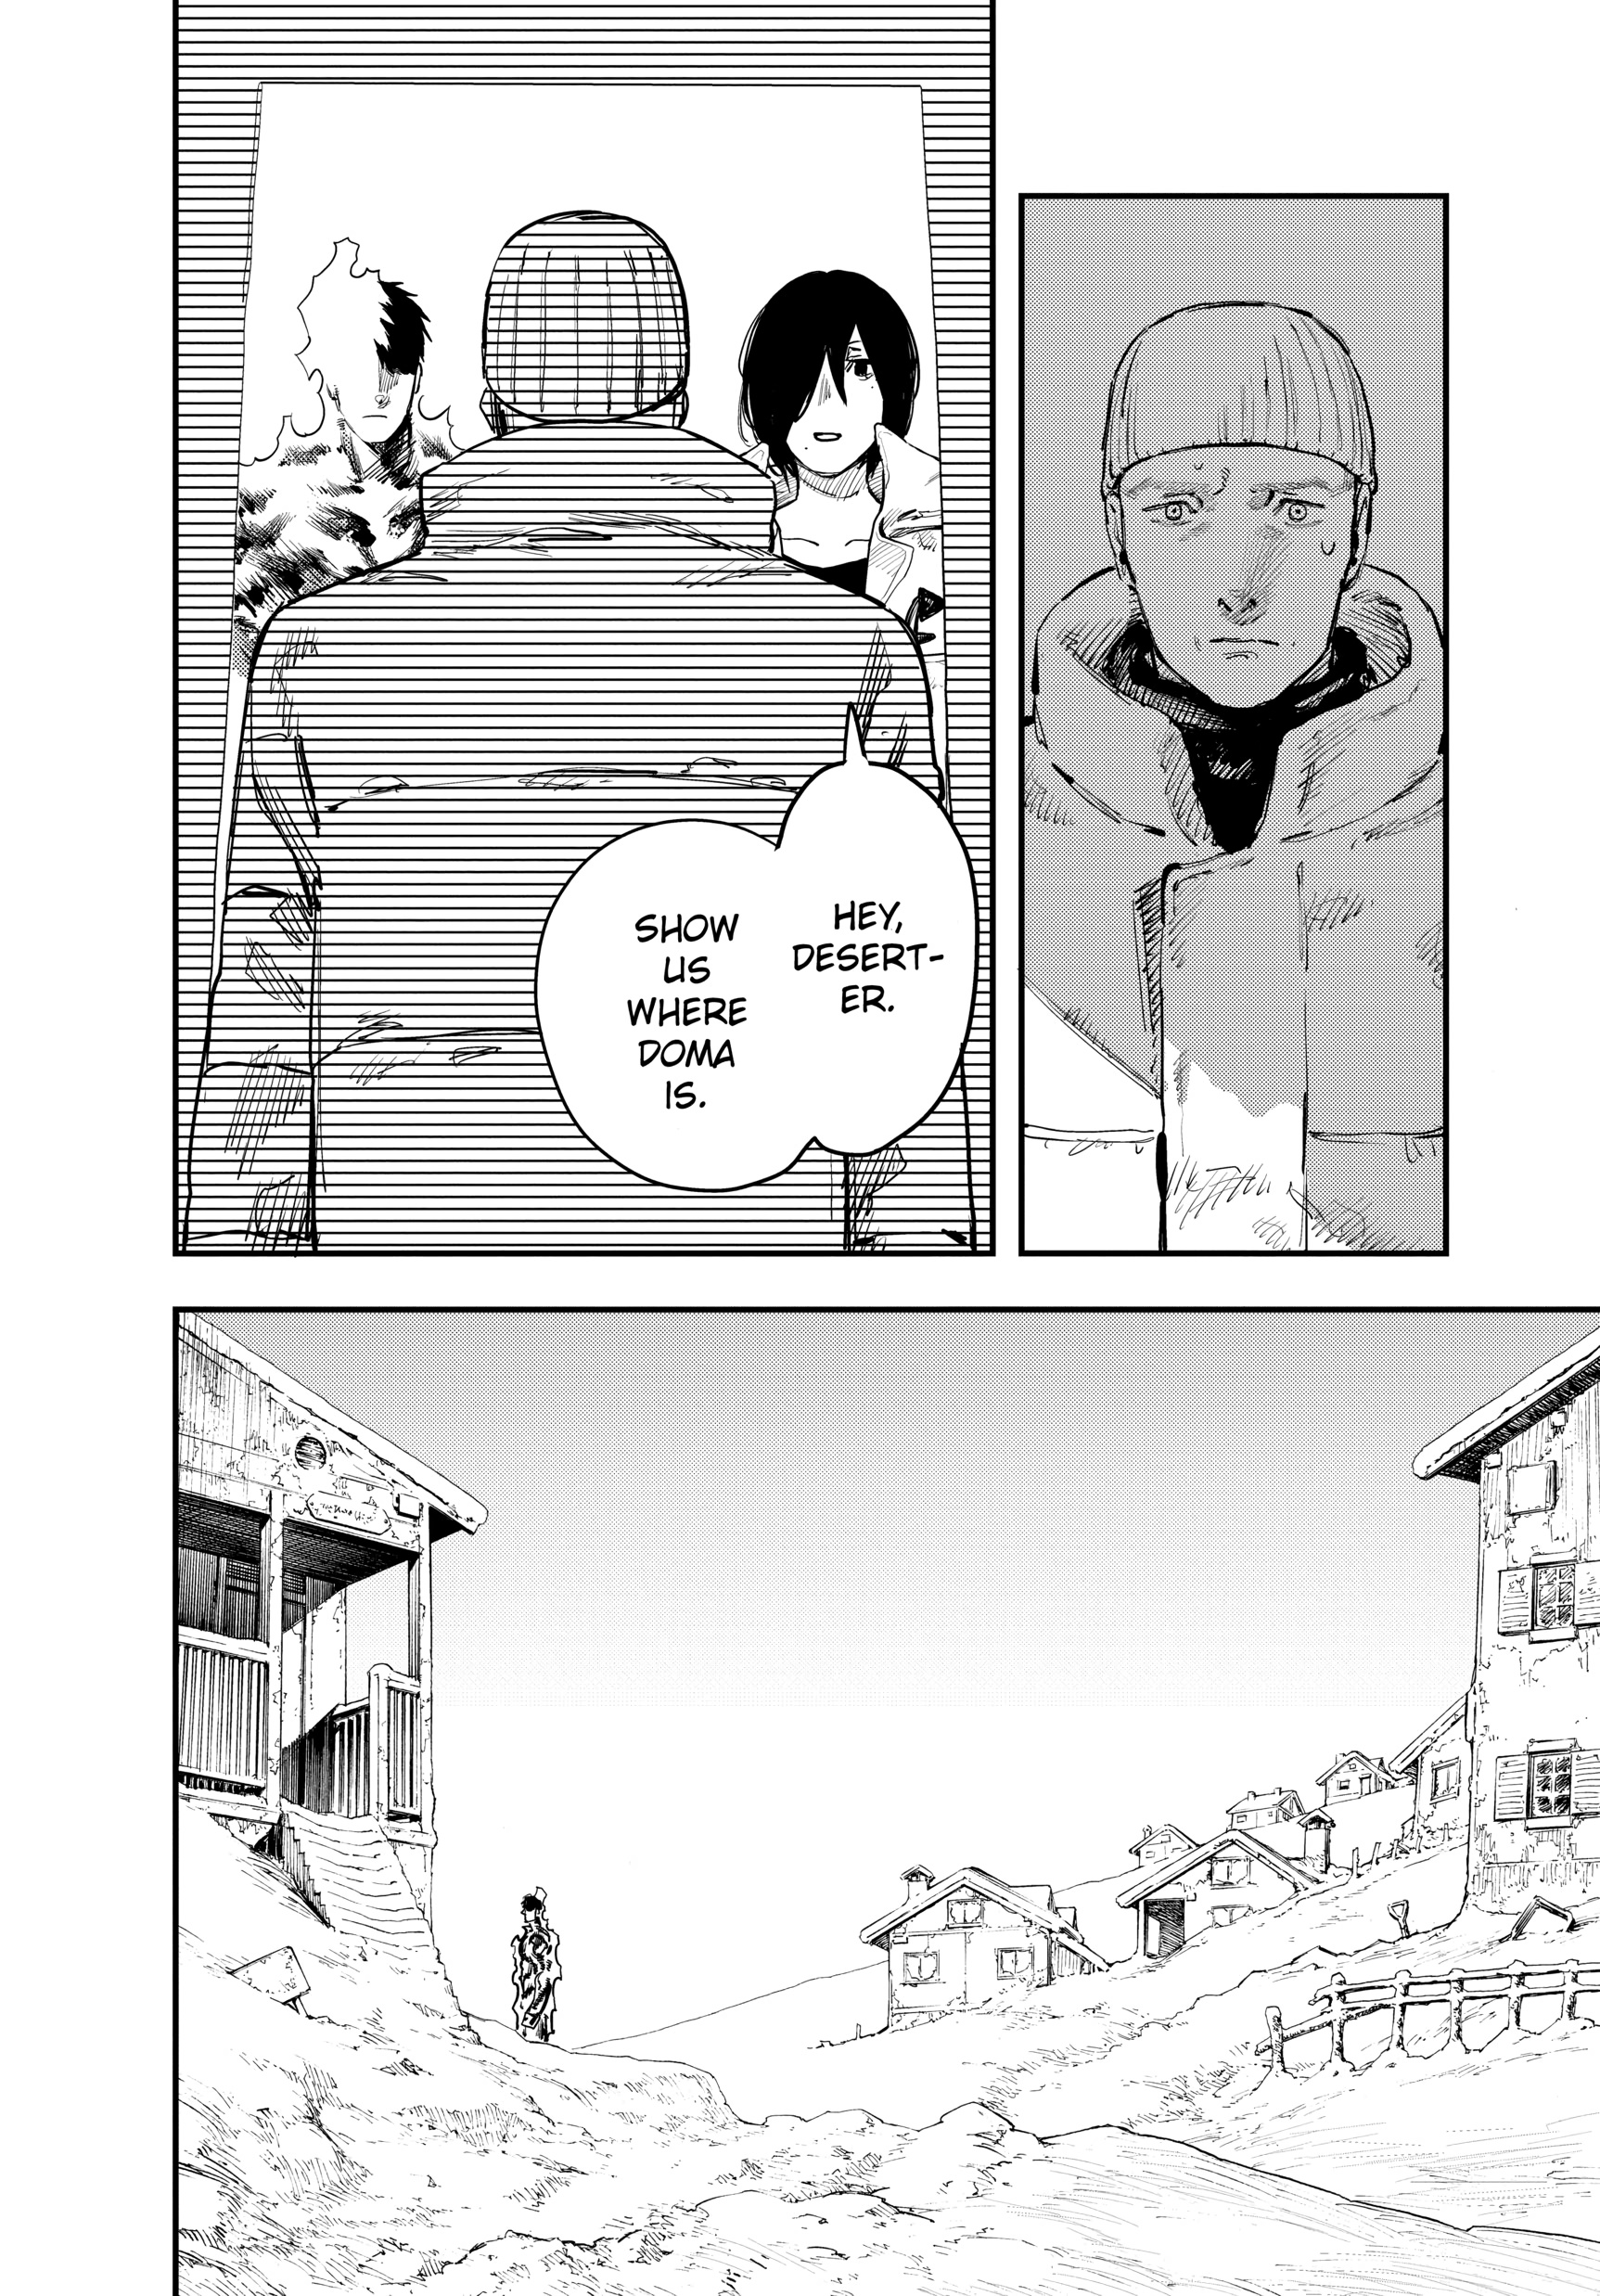 HEY,
DESERT-
ER.
SHOW
US
WHERE
DOMA
IS.